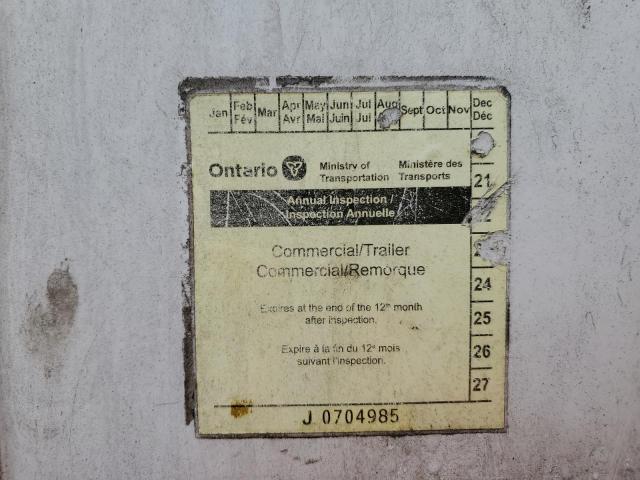 Jan Feb Mar Apr May Jun Jul Aug Sept Oct Nov Dec
Fév Avr Mai Juin Jul Déc
Ontario Ministry of Transportation Ministère des Transports
21
Annual Inspection /
Inspection Annuelle
Commercial/Trailer
Commercial/Remorque
24
Expires at the end of the 12th month
after inspection.
25
Expire à la fin du 12e mois
suivant l'inspection.
26
27
J 0704985